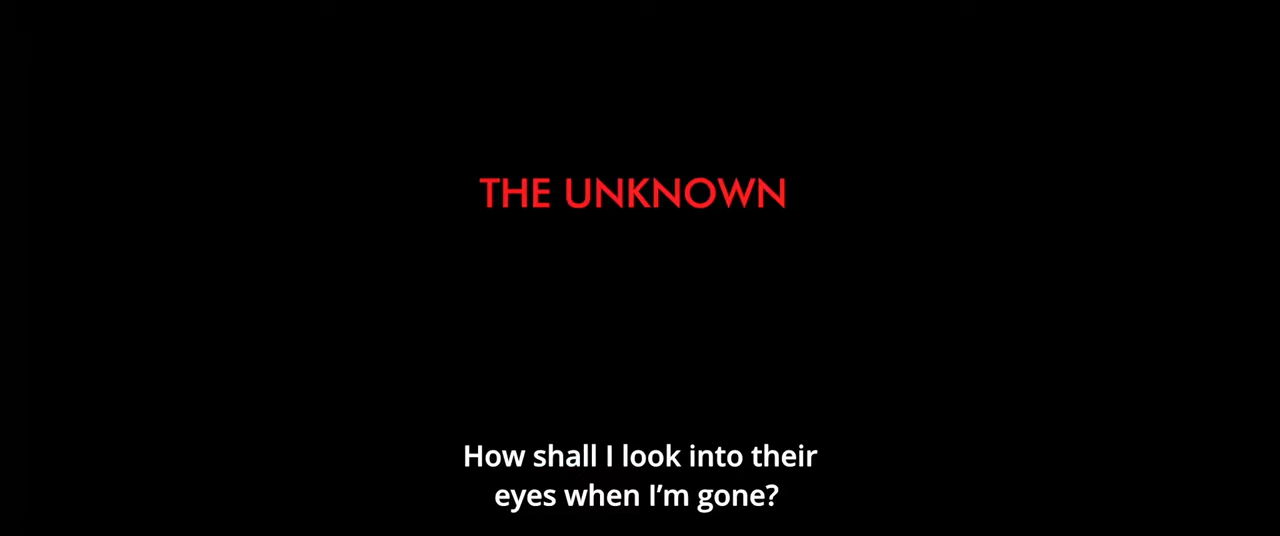 THE UNKNOWN
How shall I look into their
eyes when I’m gone?